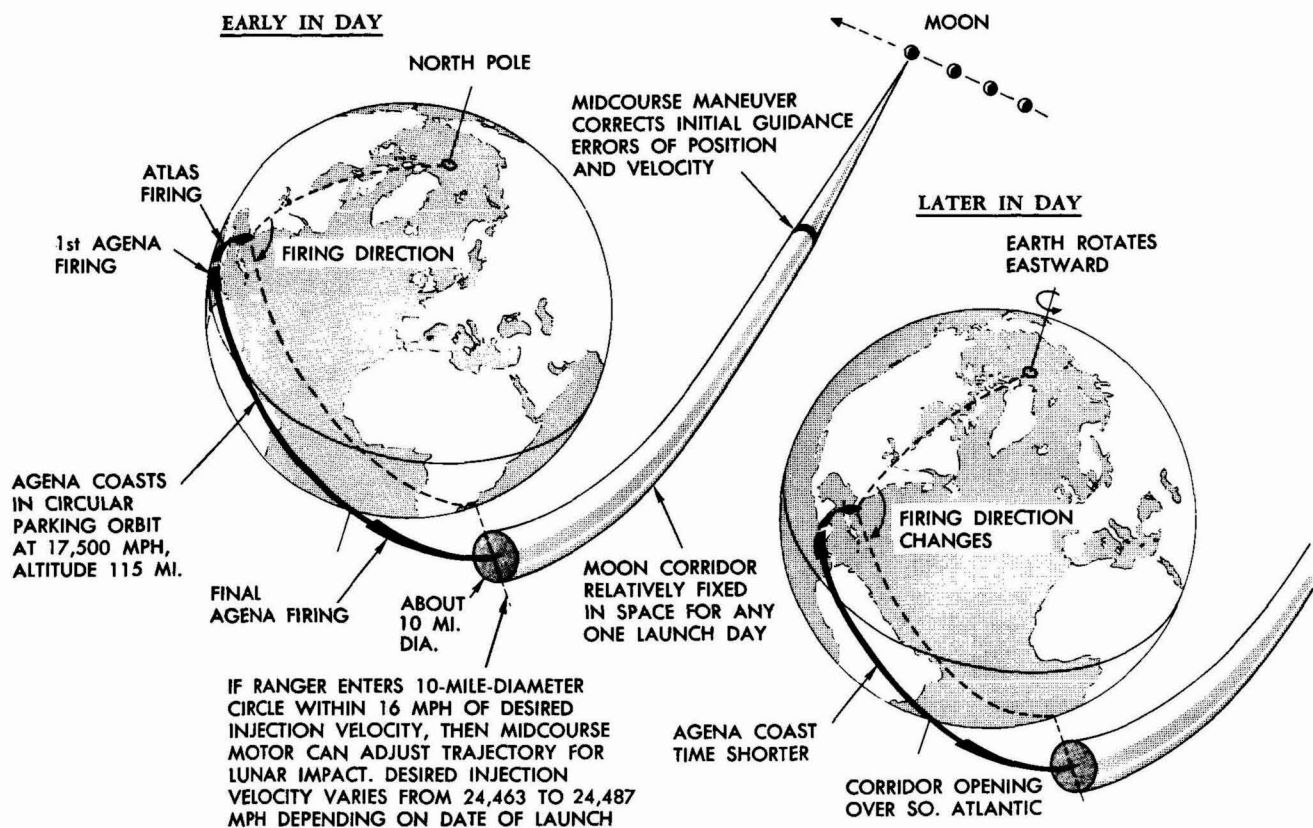 EARLY IN DAY
NORTH POLE
MOON
MIDCOURSE MANEUVER
CORRECTS INITIAL GUIDANCE
ERRORS OF POSITION
AND VELOCITY
ATLAS
FIRING
1st AGENA
FIRING
FIRING DIRECTION
AGENA COASTS
IN CIRCULAR
PARKING ORBIT
AT 17,500 MPH,
ALTITUDE 115 MI.
FINAL
AGENA FIRING
ABOUT
10 MI.
DIA.
MOON CORRIDOR
RELATIVELY FIXED
IN SPACE FOR ANY
ONE LAUNCH DAY
IF RANGER ENTERS 10-MILE-DIAMETER
CIRCLE WITHIN 16 MPH OF DESIRED
INJECTION VELOCITY, THEN MIDCOURSE
MOTOR CAN ADJUST TRAJECTORY FOR
LUNAR IMPACT. DESIRED INJECTION
VELOCITY VARIES FROM 24,463 TO 24,487
MPH DEPENDING ON DATE OF LAUNCH
LATER IN DAY
EARTH ROTATES
EASTWARD
FIRING DIRECTION
CHANGES
AGENA COAST
TIME SHORTER
CORRIDOR OPENING
OVER SO. ATLANTIC